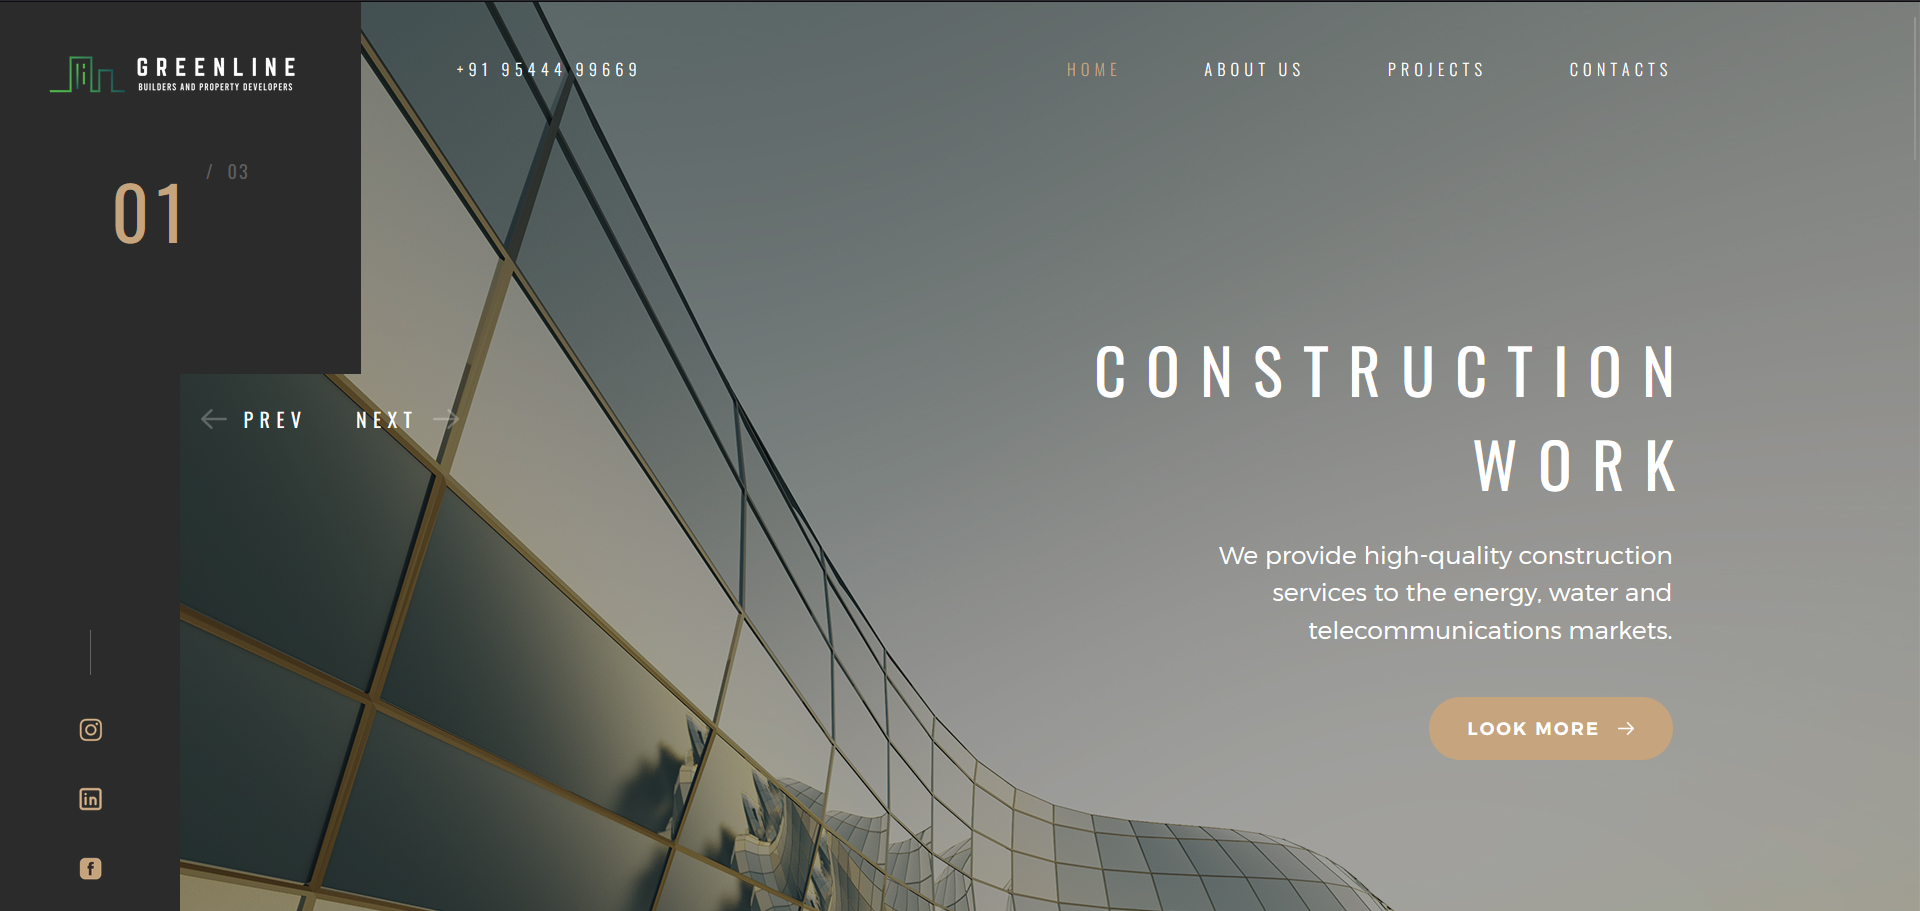 GREENLINE
BUILDERS AND PROPERTY DEVELOPERS
+91 95444 99669
HOME
ABOUT US
PROJECTS
CONTACTS
01 / 03
PREV
NEXT
CONSTRUCTION
WORK
We provide high-quality construction
services to the energy, water and
telecommunications markets.
LOOK MORE